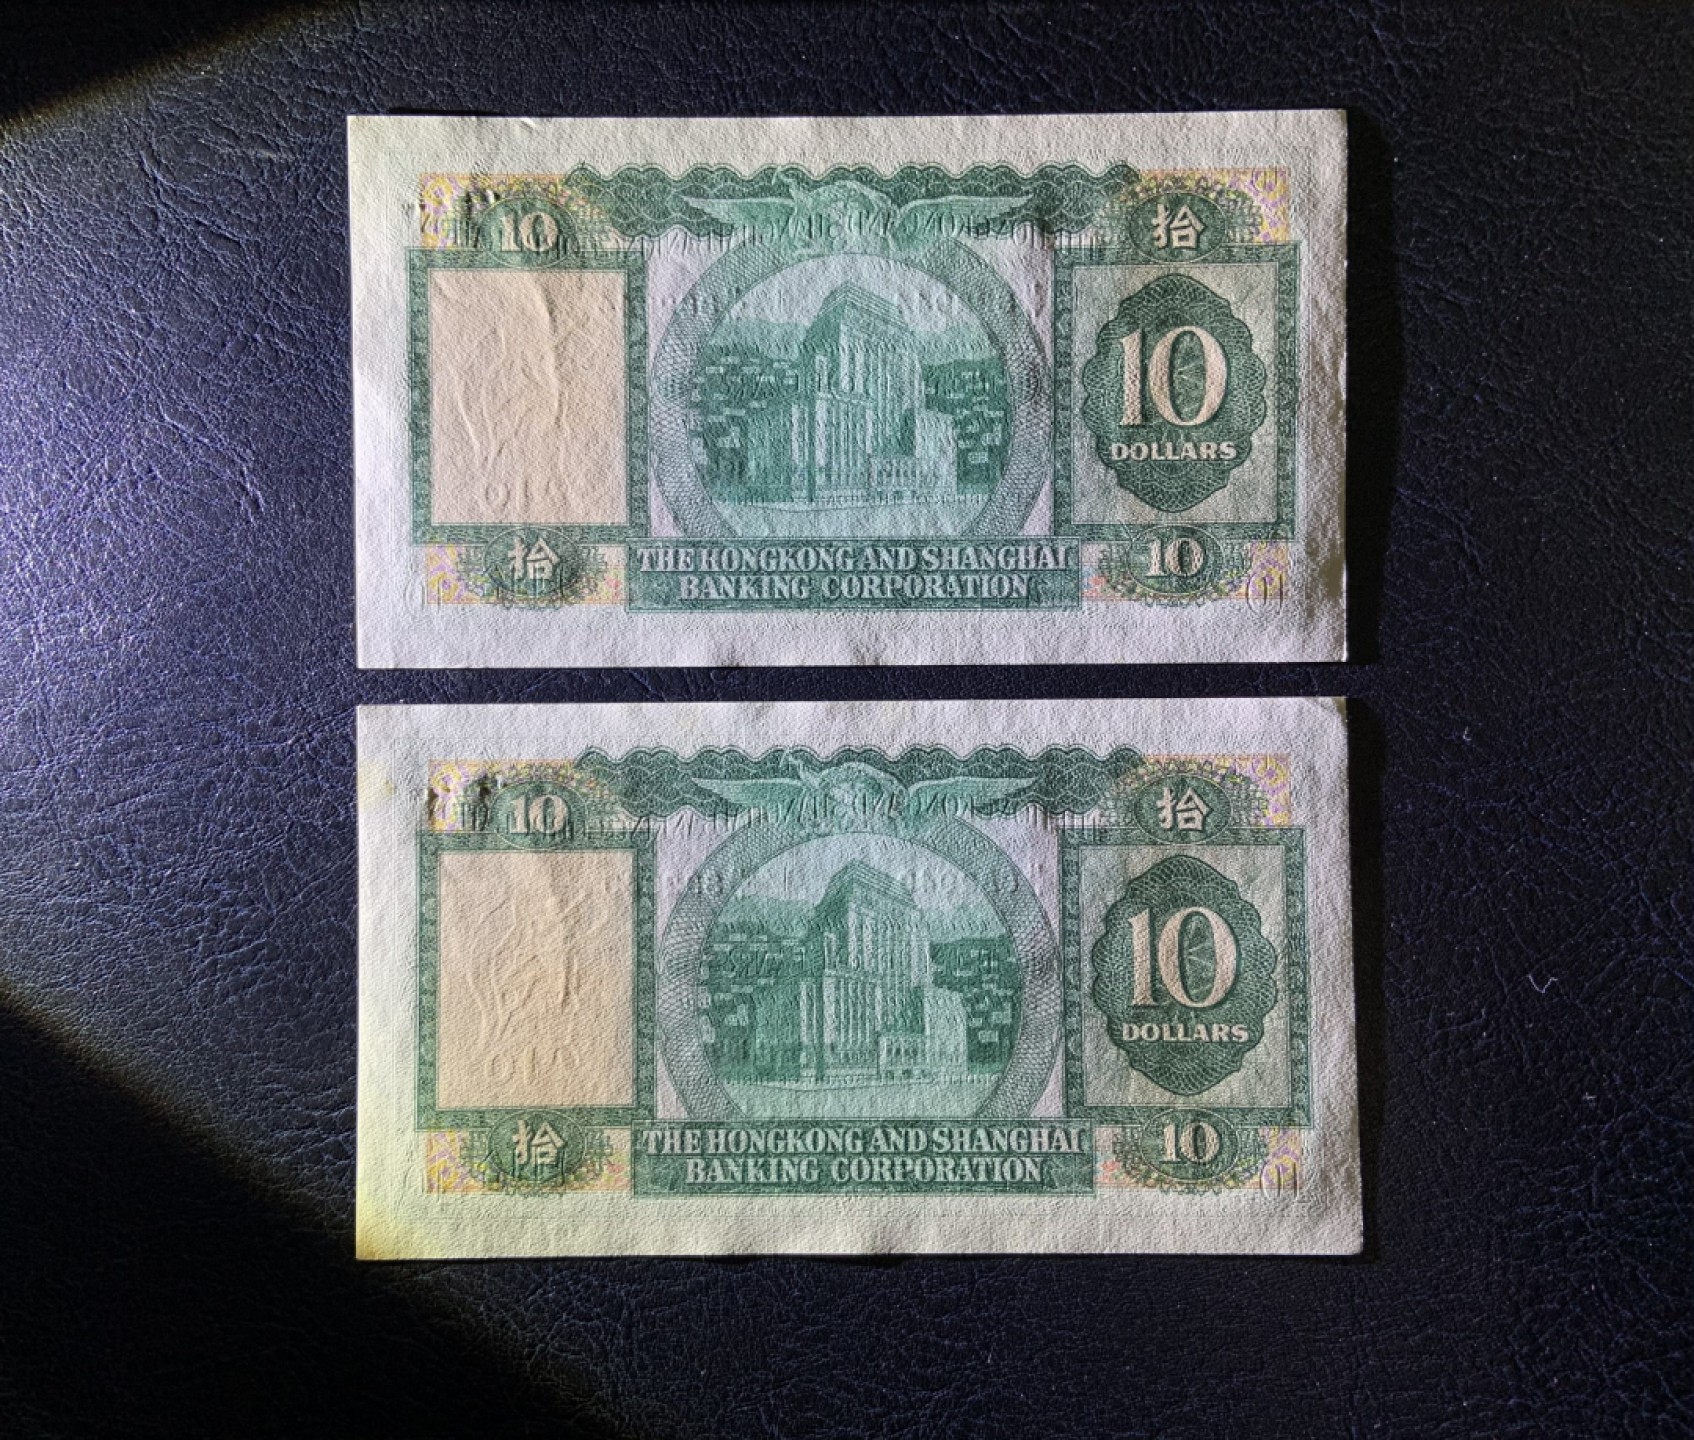 10
拾
10
DOLLARS
拾
THE HONGKONG AND SHANGHAI
BANKING CORPORATION
10
10
拾
10
DOLLARS
拾
THE HONGKONG AND SHANGHAI
BANKING CORPORATION
10